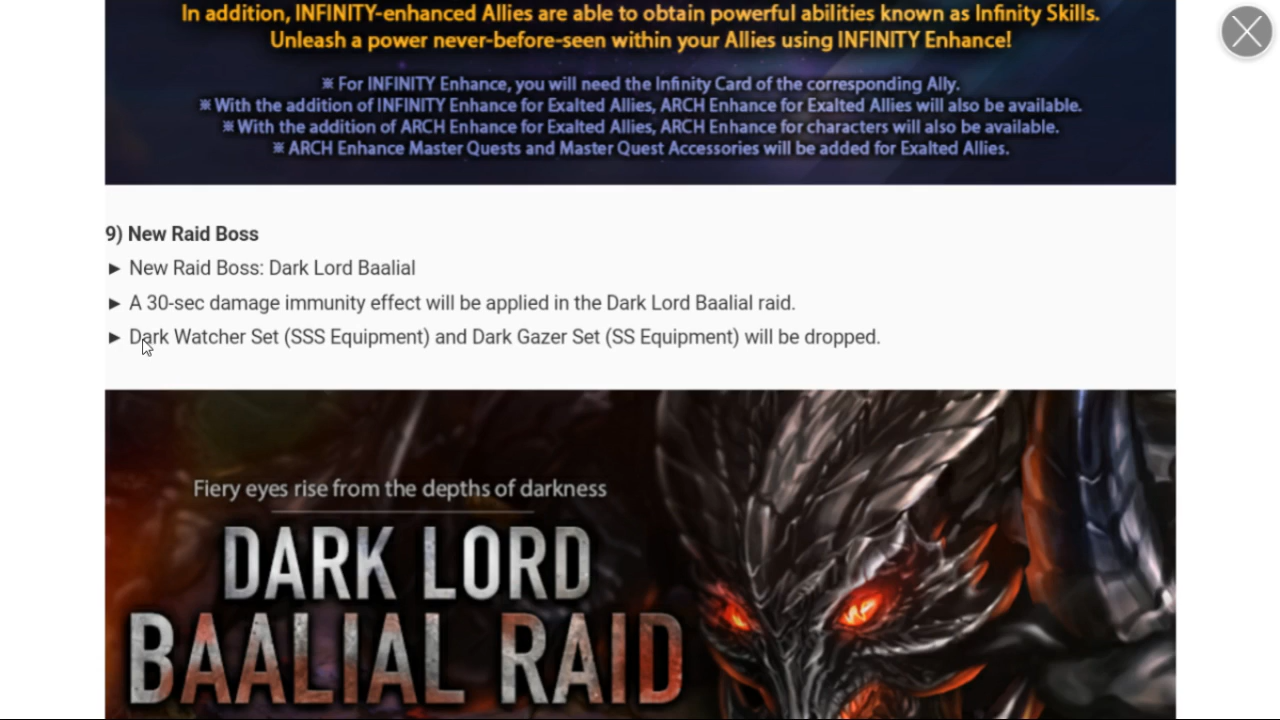 In addition, INFINITY-enhanced Allies are able to obtain powerful abilities known as Infinity Skills.
Unleash a power never-before-seen within your Allies using INFINITY Enhance!
※ For INFINITY Enhance, you will need the Infinity Card of the corresponding Ally.
※ With the addition of INFINITY Enhance for Exalted Allies, ARCH Enhance for Exalted Allies will also be available.
※ With the addition of ARCH Enhance for Exalted Allies, ARCH Enhance for characters will also be available.
※ ARCH Enhance Master Quests and Master Quest Accessories will be added for Exalted Allies.
9) New Raid Boss
► New Raid Boss: Dark Lord Baalial
► A 30-sec damage immunity effect will be applied in the Dark Lord Baalial raid.
► Dark Watcher Set (SSS Equipment) and Dark Gazer Set (SS Equipment) will be dropped.
Fiery eyes rise from the depths of darkness
DARK LORD
BAALIAL RAID